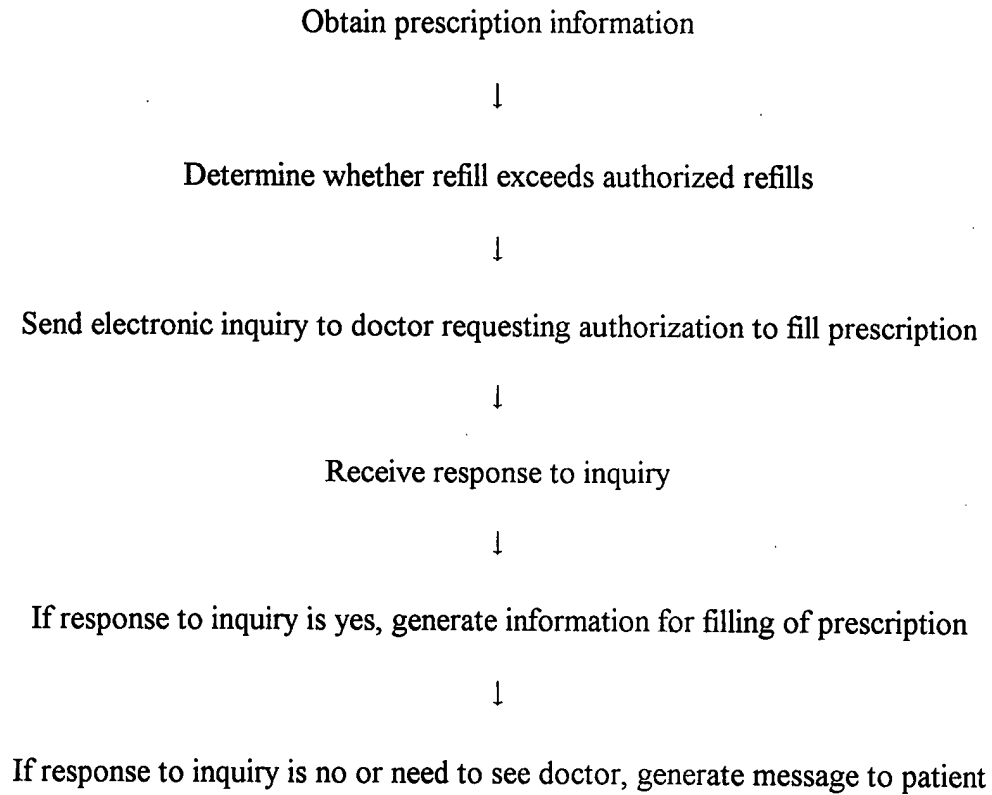 Obtain prescription information
↓
Determine whether refill exceeds authorized refills
↓
Send electronic inquiry to doctor requesting authorization to fill prescription
↓
Receive response to inquiry
↓
If response to inquiry is yes, generate information for filling of prescription
↓
If response to inquiry is no or need to see doctor, generate message to patient